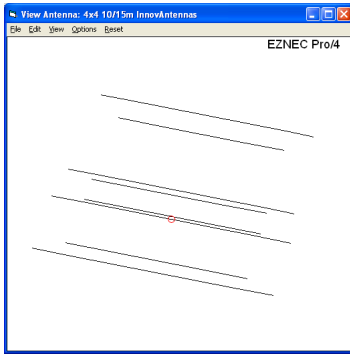 View Antenna: 4x4 10/15m InnovAntennas
File Edit View Options Reset
EZNEC Pro/4